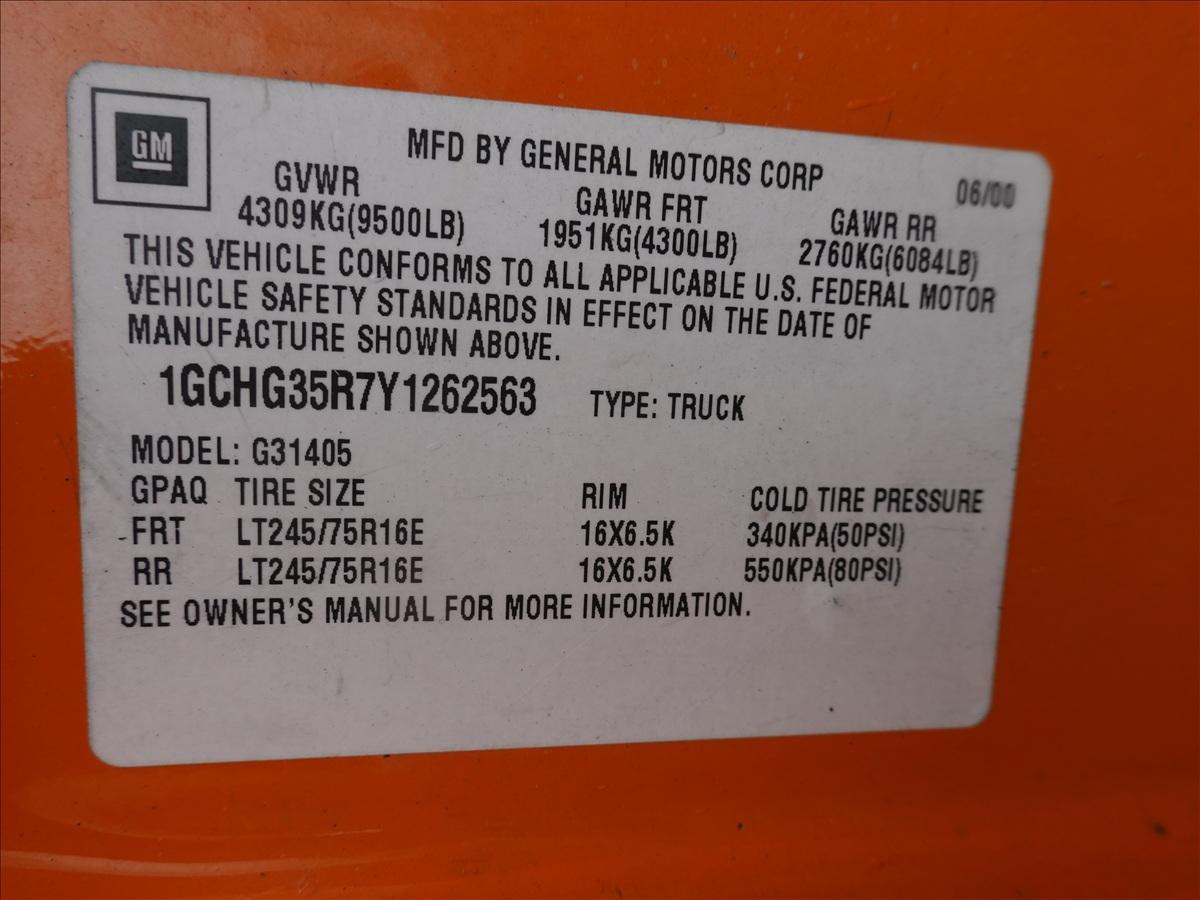 GM
MFD BY GENERAL MOTORS CORP
06/00
GVWR GAWR FRT GAWR RR
4309KG(9500LB) 1951KG(4300LB) 2760KG(6084LB)
THIS VEHICLE CONFORMS TO ALL APPLICABLE U.S. FEDERAL MOTOR
VEHICLE SAFETY STANDARDS IN EFFECT ON THE DATE OF
MANUFACTURE SHOWN ABOVE.
1GCHG35R7Y1262563 TYPE: TRUCK
MODEL: G31405
GPAQ TIRE SIZE RIM COLD TIRE PRESSURE
FRT LT245/75R16E 16X6.5K 340KPA(50PSI)
RR LT245/75R16E 16X6.5K 550KPA(80PSI)
SEE OWNER'S MANUAL FOR MORE INFORMATION.